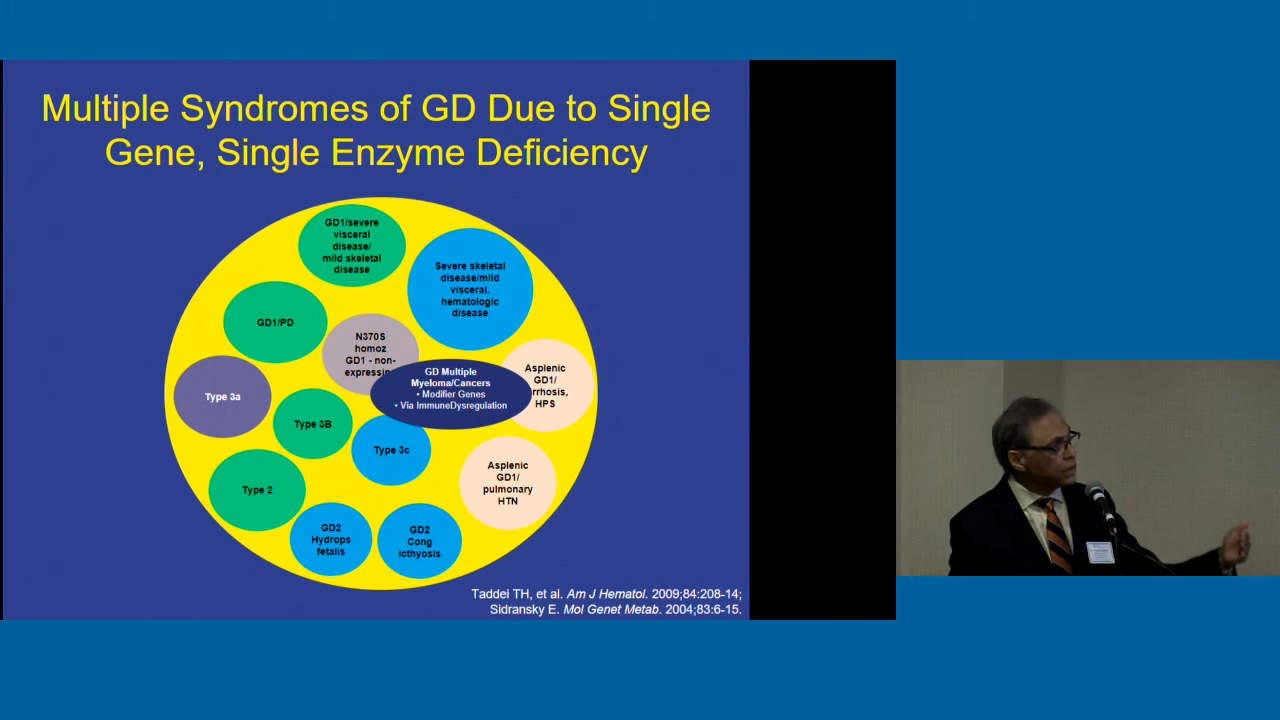 Multiple Syndromes of GD Due to Single
Gene, Single Enzyme Deficiency
GD1/severe
visceral
disease/
mild skeletal
disease
Severe skeletal
disease/mild
visceral,
hematologic
disease
GD1/PD
N370S
homoz
GD1 - non-
expressin
GD Multiple
Myeloma/Cancers
• Modifier Genes
• Via ImmuneDysregulation
Asplenic
GD1/
rrhosis,
HPS
Type 3a
Type 3B
Type 3c
Asplenic
GD1/
pulmonary
HTN
Type 2
GD2
Hydrops
fetalis
GD2
Cong
icthyosis
Taddei TH, et al. Am J Hematol. 2009;84:208-14;
Sidransky E. Mol Genet Metab. 2004;83:6-15.